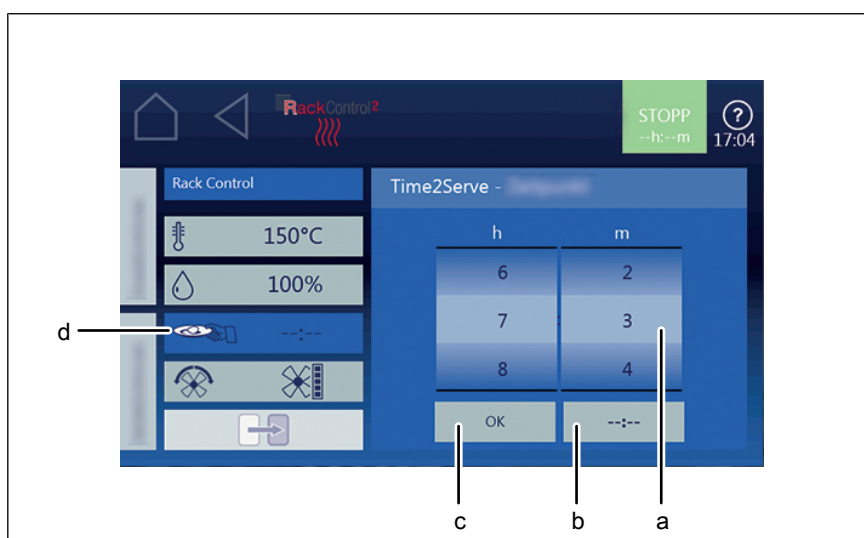 RackControl²
STOPP
--h:--m
?
17:04
Rack Control
150°C
100%
--:--
Time2Serve -
h m
6 2
7 : 3
8 4
OK --:--
d
c b a